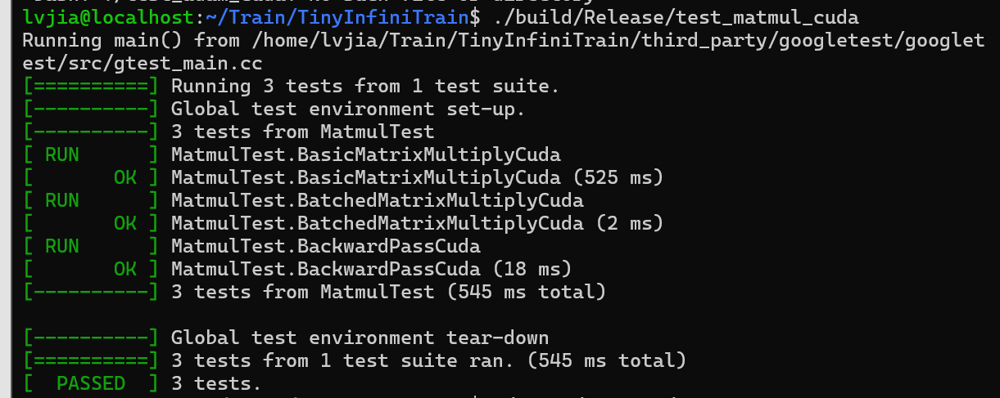 lvjia@localhost:~/Train/TinyInfiniTrain$ ./build/Release/test_matmul_cuda
Running main() from /home/lvjia/Train/TinyInfiniTrain/third_party/googletest/googlet
est/src/gtest_main.cc
[==========] Running 3 tests from 1 test suite.
[----------] Global test environment set-up.
[----------] 3 tests from MatmulTest
[ RUN      ] MatmulTest.BasicMatrixMultiplyCuda
[       OK ] MatmulTest.BasicMatrixMultiplyCuda (525 ms)
[ RUN      ] MatmulTest.BatchedMatrixMultiplyCuda
[       OK ] MatmulTest.BatchedMatrixMultiplyCuda (2 ms)
[ RUN      ] MatmulTest.BackwardPassCuda
[       OK ] MatmulTest.BackwardPassCuda (18 ms)
[----------] 3 tests from MatmulTest (545 ms total)

[----------] Global test environment tear-down
[==========] 3 tests from 1 test suite ran. (545 ms total)
[  PASSED  ] 3 tests.